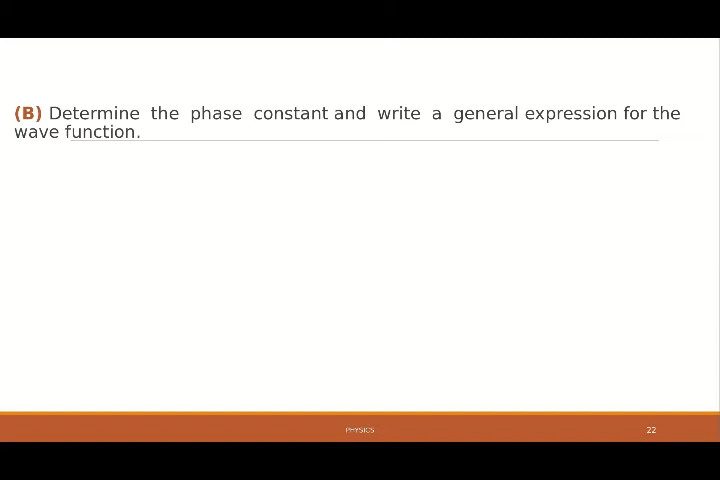 (B) Determine the phase constant and write a general expression for the
wave function.
PHYSICS
22